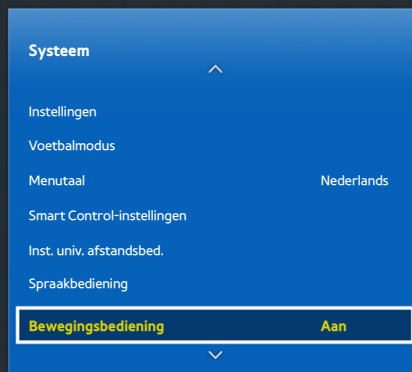 Systeem
Instellingen
Voetbalmodus
Menutaal Nederlands
Smart Control-instellingen
Inst. univ. afstandsbed.
Spraakbediening
Bewegingsbediening Aan